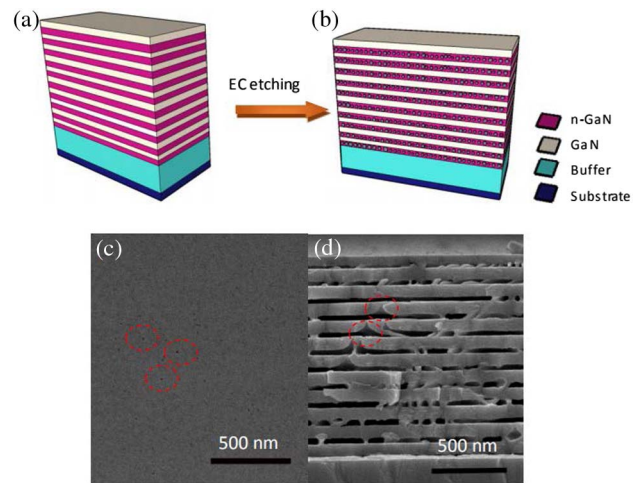 (a)
(b)
EC etching
n-GaN
GaN
Buffer
Substrate
(c)
(d)
500 nm
500 nm